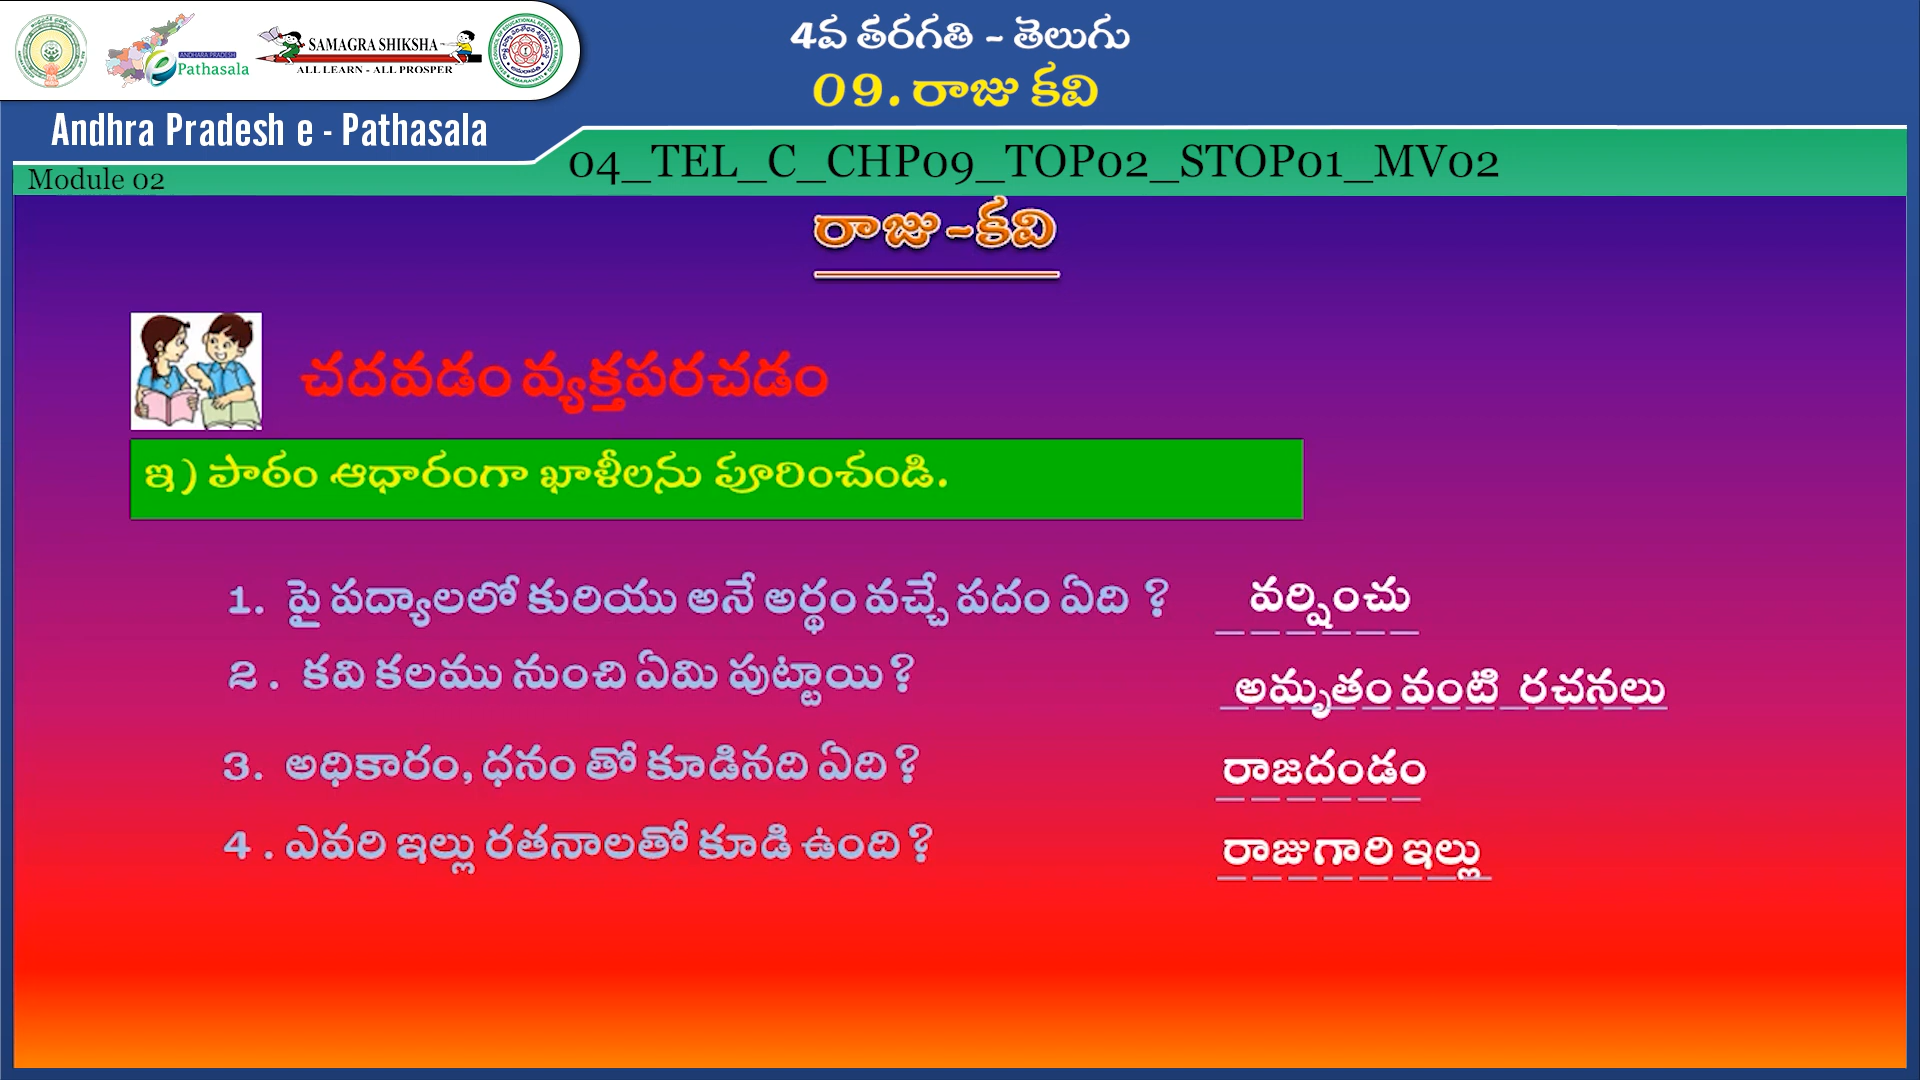 4వ తరగతి - తెలుగు
09. రాజు కవి
ANDHRA PRADESH
e Pathasala
SAMAGRA SHIKSHA
ALL LEARN - ALL PROSPER
Andhra Pradesh e - Pathasala
04_TEL_C_CHP09_TOP02_STOP01_MV02
Module 02
రాజు-కవి
చదవడం వ్యక్తపరచడం
ఇ) పాఠం ఆధారంగా ఖాళీలను పూరించండి.
1. పై పద్యాలలో కురియు అనే అర్థం వచ్చే పదం ఏది ? వర్షించు
2 . కవి కలము నుంచి ఏమి పుట్టాయి? అమృతం వంటి రచనలు
3. అధికారం, ధనం తో కూడినది ఏది? రాజదండం
4 . ఎవరి ఇల్లు రతనాలతో కూడి ఉంది? రాజుగారి ఇల్లు